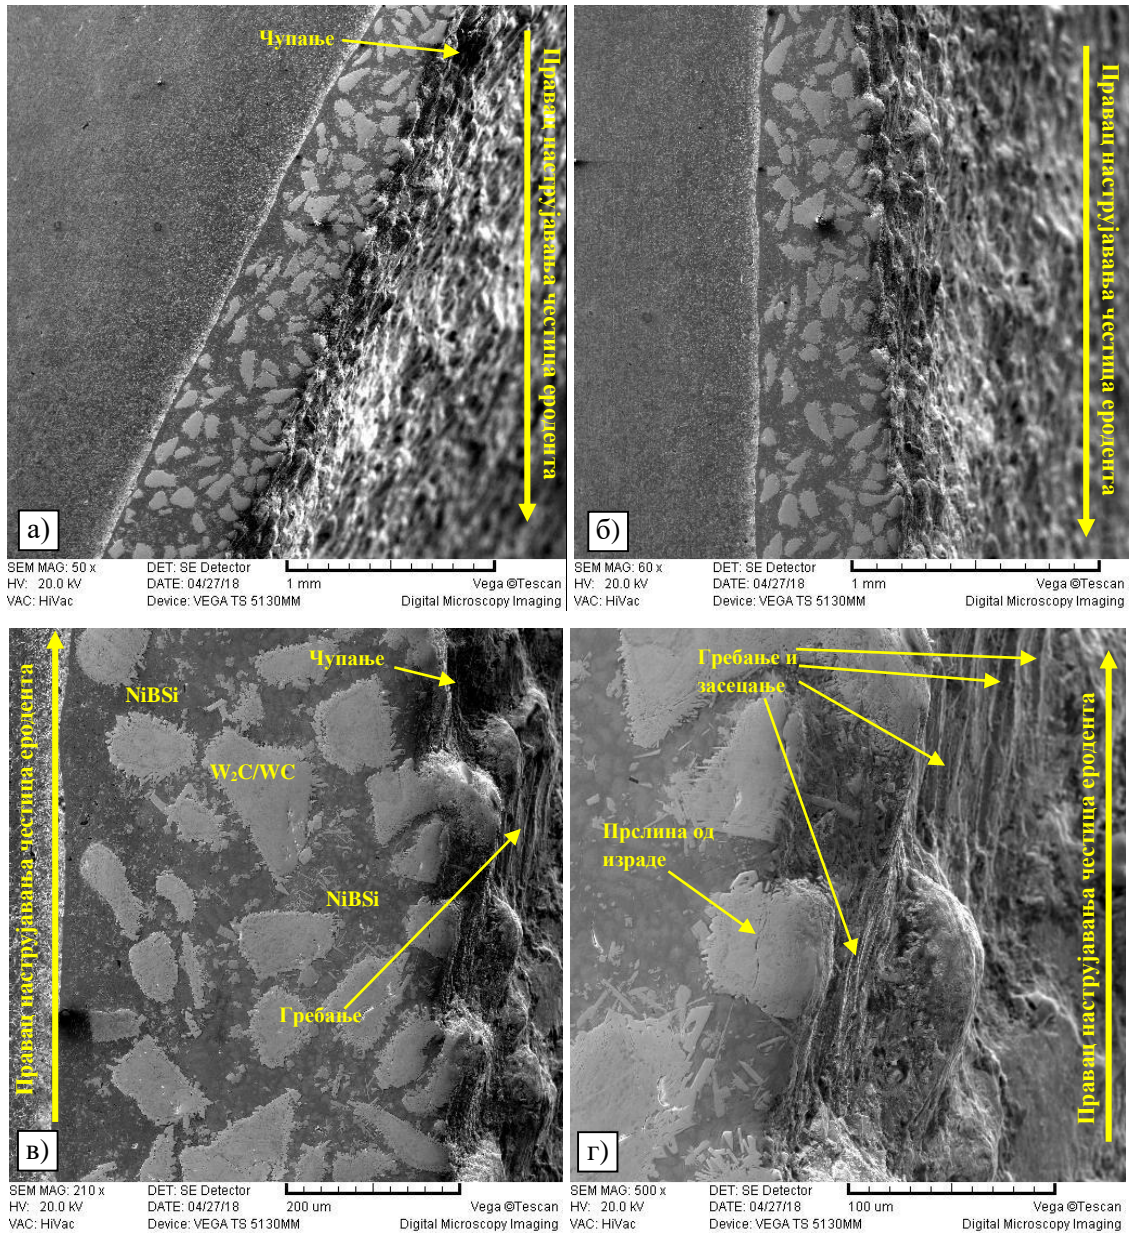 Чупање
Правац наструјавања честица еродента
а)
SEM MAG: 50 x
DET: SE Detector
HV: 20.0 kV
DATE: 04/27/18
1 mm
Vega ©Tescan
VAC: HiVac
Device: VEGA TS 5130MM
Digital Microscopy Imaging
Правац наструјавања честица еродента
б)
SEM MAG: 60 x
DET: SE Detector
HV: 20.0 kV
DATE: 04/27/18
1 mm
Vega ©Tescan
VAC: HiVac
Device: VEGA TS 5130MM
Digital Microscopy Imaging
Правац наструјавања честица еродента
Чупање
NiBSi
W₂C/WC
NiBSi
Гребање
в)
SEM MAG: 210 x
DET: SE Detector
HV: 20.0 kV
DATE: 04/27/18
200 um
Vega ©Tescan
VAC: HiVac
Device: VEGA TS 5130MM
Digital Microscopy Imaging
Гребање и
засецање
Прслина од
израде
Правац наструјавања честица еродента
г)
SEM MAG: 500 x
DET: SE Detector
HV: 20.0 kV
DATE: 04/27/18
100 um
Vega ©Tescan
VAC: HiVac
Device: VEGA TS 5130MM
Digital Microscopy Imaging